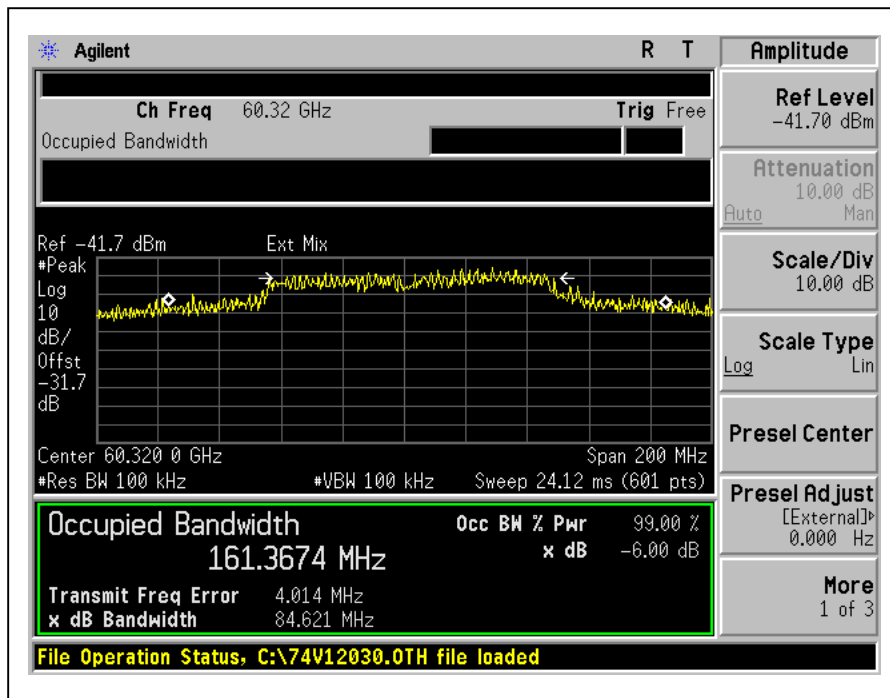 Agilent R T
Ch Freq 60.32 GHz Trig Free
Occupied Bandwidth
Ref -41.7 dBm Ext Mix
#Peak
Log
10
dB/
Offst
-31.7
dB
Center 60.320 0 GHz Span 200 MHz
#Res BW 100 kHz #VBW 100 kHz Sweep 24.12 ms (601 pts)
Occupied Bandwidth Occ BW % Pwr 99.00 %
161.3674 MHz x dB -6.00 dB
Transmit Freq Error 4.014 MHz
x dB Bandwidth 84.621 MHz
File Operation Status, C:\74V12030.OTH file loaded
Amplitude
Ref Level
-41.70 dBm
Attenuation
10.00 dB
Auto Man
Scale/Div
10.00 dB
Scale Type
Log Lin
Presel Center
Presel Adjust
[External]
0.000 Hz
More
1 of 3